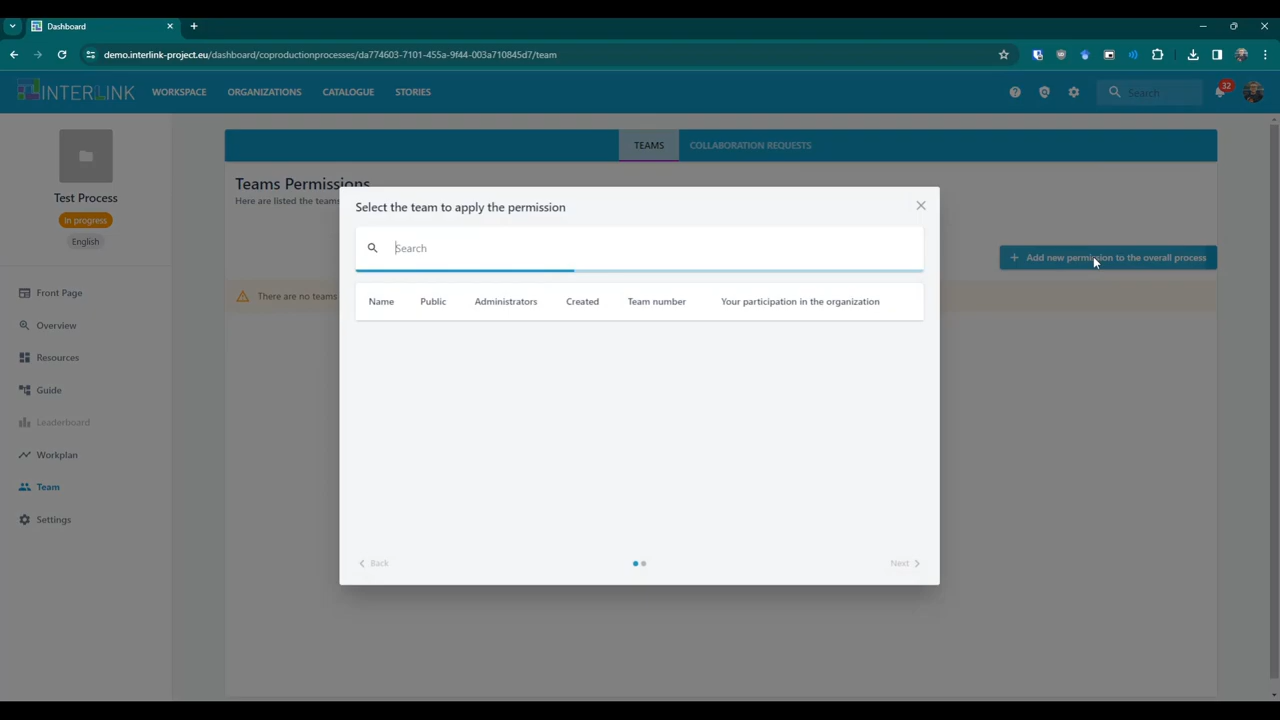 Dashboard
demo.interlink-project.eu/dashboard/coproductionprocesses/da774603-7101-455a-9f44-003a710845d7/team
INTERLINK WORKSPACE ORGANIZATIONS CATALOGUE STORIES Search 32
TEAMS COLLABORATION REQUESTS
Test Process
In progress
English
Front Page
Overview
Resources
Guide
Leaderboard
Workplan
Team
Settings
Teams Permissions
Here are listed the teams
Add new permission to the overall process
There are no teams
Select the team to apply the permission
Search
Name Public Administrators Created Team number Your participation in the organization
Back Next